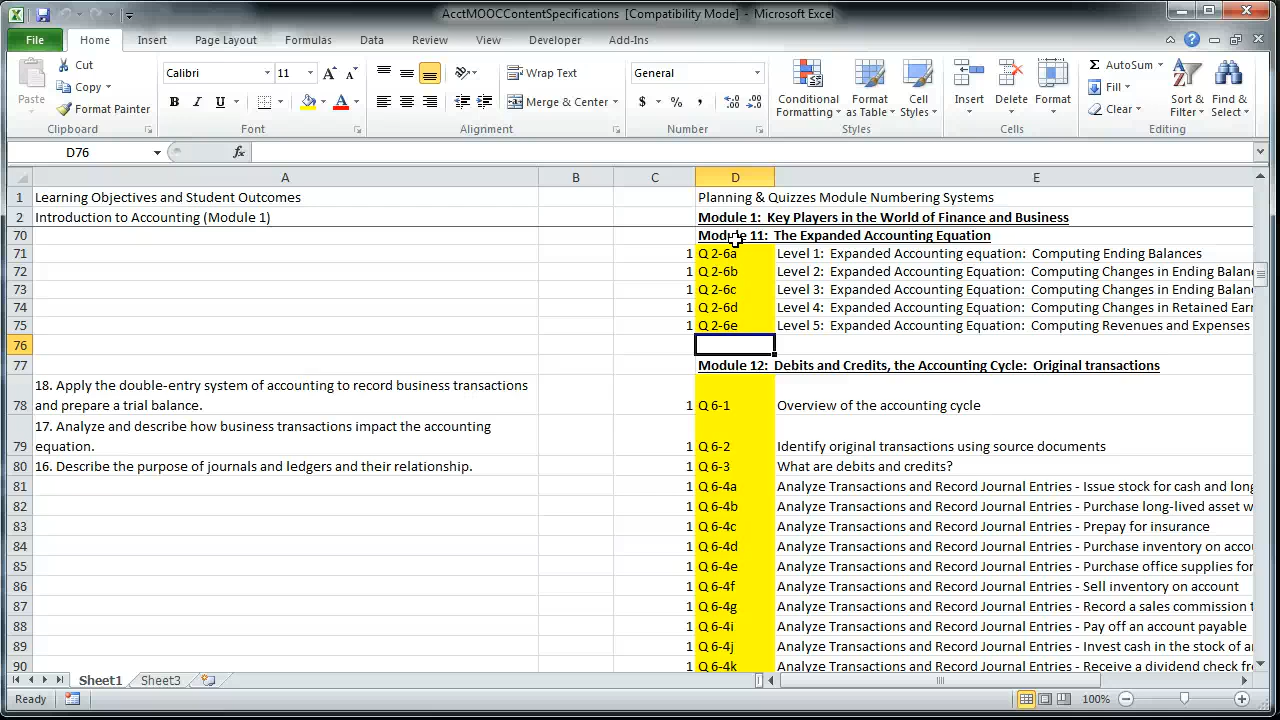 AcctMOOCContentSpecifications [Compatibility Mode] - Microsoft Excel
File Home Insert Page Layout Formulas Data Review View Developer Add-Ins
Paste Cut Copy Format Painter Clipboard
Calibri 11 B I U Font
Wrap Text Merge & Center Alignment
General $ % , Number
Conditional Formatting Format as Table Cell Styles Styles
Insert Delete Format Cells
Σ AutoSum Fill Clear Sort & Filter Find & Select Editing
D76 fx
A B C D E
1 Learning Objectives and Student Outcomes Planning & Quizzes Module Numbering Systems
2 Introduction to Accounting (Module 1) Module 1: Key Players in the World of Finance and Business
70 Module 11: The Expanded Accounting Equation
71 1 Q 2-6a Level 1: Expanded Accounting equation: Computing Ending Balances
72 1 Q 2-6b Level 2: Expanded Accounting Equation: Computing Changes in Ending Balanc
73 1 Q 2-6c Level 3: Expanded Accounting Equation: Computing Changes in Ending Balanc
74 1 Q 2-6d Level 4: Expanded Accounting Equation: Computing Changes in Retained Earn
75 1 Q 2-6e Level 5: Expanded Accounting Equation: Computing Revenues and Expenses
76
77 Module 12: Debits and Credits, the Accounting Cycle: Original transactions
18. Apply the double-entry system of accounting to record business transactions
78 and prepare a trial balance. 1 Q 6-1 Overview of the accounting cycle
17. Analyze and describe how business transactions impact the accounting
79 equation. 1 Q 6-2 Identify original transactions using source documents
80 16. Describe the purpose of journals and ledgers and their relationship. 1 Q 6-3 What are debits and credits?
81 1 Q 6-4a Analyze Transactions and Record Journal Entries - Issue stock for cash and long
82 1 Q 6-4b Analyze Transactions and Record Journal Entries - Purchase long-lived asset w
83 1 Q 6-4c Analyze Transactions and Record Journal Entries - Prepay for insurance
84 1 Q 6-4d Analyze Transactions and Record Journal Entries - Purchase inventory on acco
85 1 Q 6-4e Analyze Transactions and Record Journal Entries - Purchase office supplies for
86 1 Q 6-4f Analyze Transactions and Record Journal Entries - Sell inventory on account
87 1 Q 6-4g Analyze Transactions and Record Journal Entries - Record a sales commission t
88 1 Q 6-4i Analyze Transactions and Record Journal Entries - Pay off an account payable
89 1 Q 6-4j Analyze Transactions and Record Journal Entries - Invest cash in the stock of a
90 1 Q 6-4k Analyze Transactions and Record Journal Entries - Receive a dividend check fr
Sheet1 Sheet3
Ready 100%